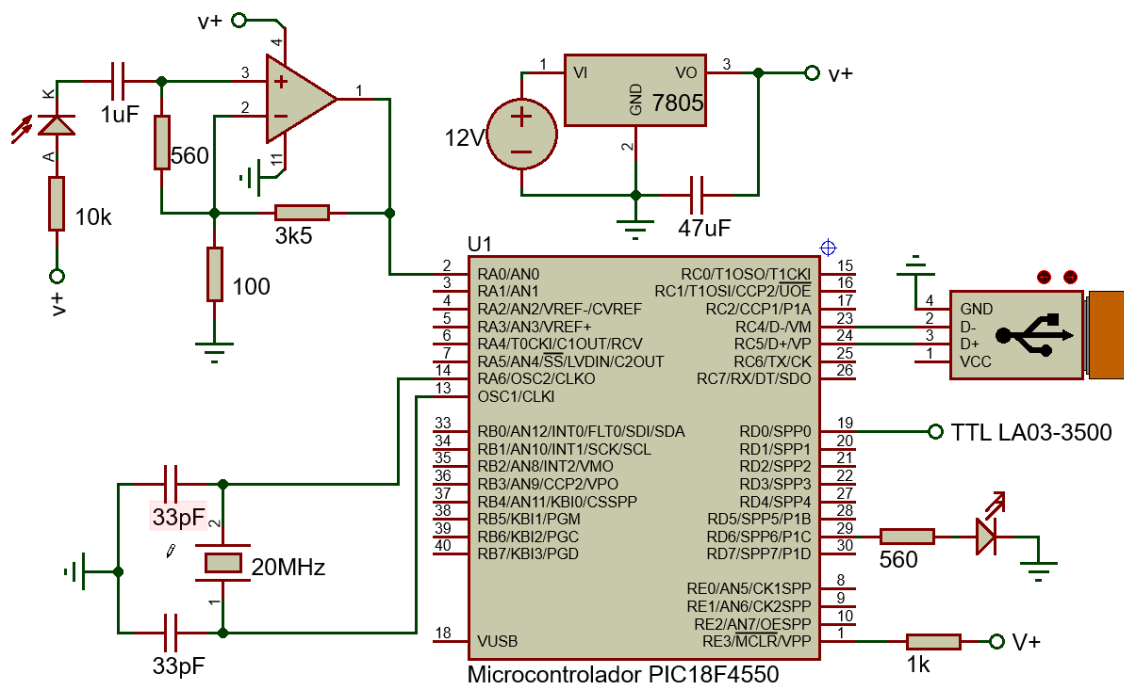 v+
4
K
1uF
3
2
1
560
11
A
10k
3k5
100
v+
12V
1
VI
VO
3
v+
GND
7805
2
47uF
U1
2
RA0/AN0
3
RA1/AN1
4
RA2/AN2/VREF-/CVREF
5
RA3/AN3/VREF+
6
RA4/T0CKI/C1OUT/RCV
7
RA5/AN4/SS/LVDIN/C2OUT
14
RA6/OSC2/CLKO
13
OSC1/CLKI
33
RB0/AN12/INT0/FLT0/SDI/SDA
34
RB1/AN10/INT1/SCK/SCL
35
RB2/AN8/INT2/VMO
36
RB3/AN9/CCP2/VPO
37
RB4/AN11/KBI0/CSSPP
38
RB5/KBI1/PGM
39
RB6/KBI2/PGC
40
RB7/KBI3/PGD
18
VUSB
RC0/T1OSO/T1CKI
15
RC1/T1OSI/CCP2/UOE
16
RC2/CCP1/P1A
17
RC4/D-/VM
23
RC5/D+/VP
24
RC6/TX/CK
25
RC7/RX/DT/SDO
26
RD0/SPP0
19
RD1/SPP1
20
RD2/SPP2
21
RD3/SPP3
22
RD4/SPP4
27
RD5/SPP5/P1B
28
RD6/SPP6/P1C
29
RD7/SPP7/P1D
30
RE0/AN5/CK1SPP
8
RE1/AN6/CK2SPP
9
RE2/AN7/OESPP
10
RE3/MCLR/VPP
1
Microcontrolador PIC18F4550
4
GND
2
D-
3
D+
1
VCC
TTL LA03-3500
560
1k
V+
33pF
2
20MHz
1
33pF